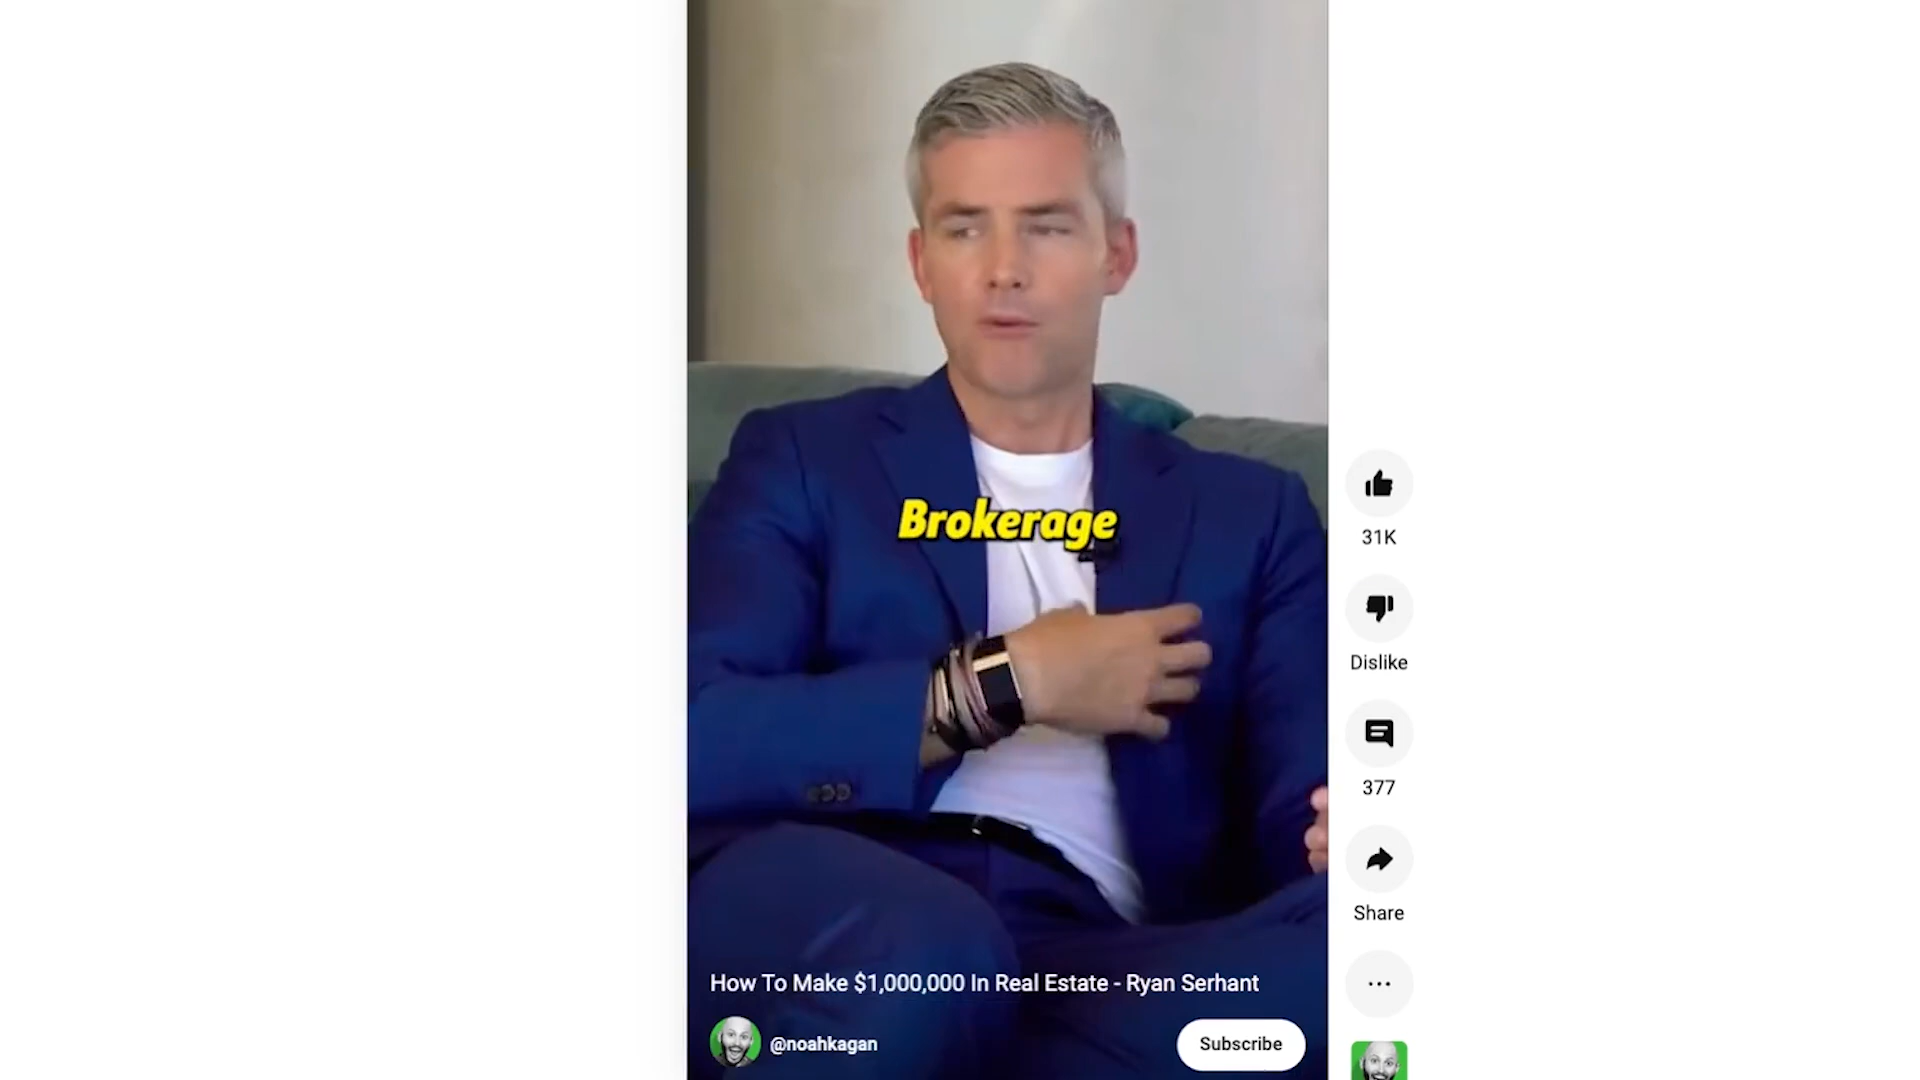 Brokerage
31K
Dislike
377
Share
How To Make $1,000,000 In Real Estate - Ryan Serhant
@noahkagan
Subscribe